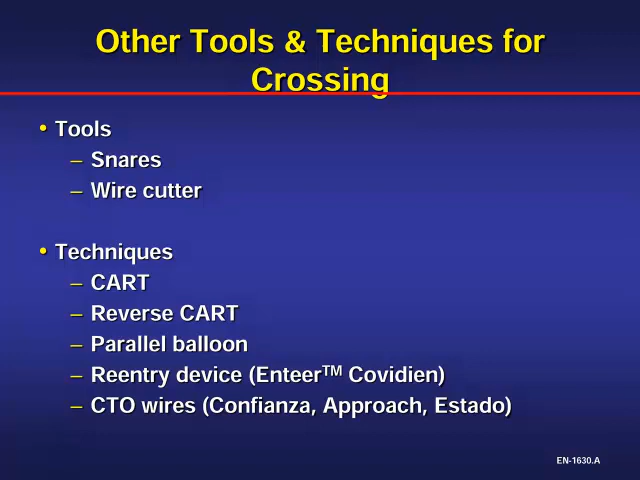 Other Tools & Techniques for
Crossing
• Tools
– Snares
– Wire cutter
• Techniques
– CART
– Reverse CART
– Parallel balloon
– Reentry device (Enteer™ Covidien)
– CTO wires (Confianza, Approach, Estado)
EN-1630.A